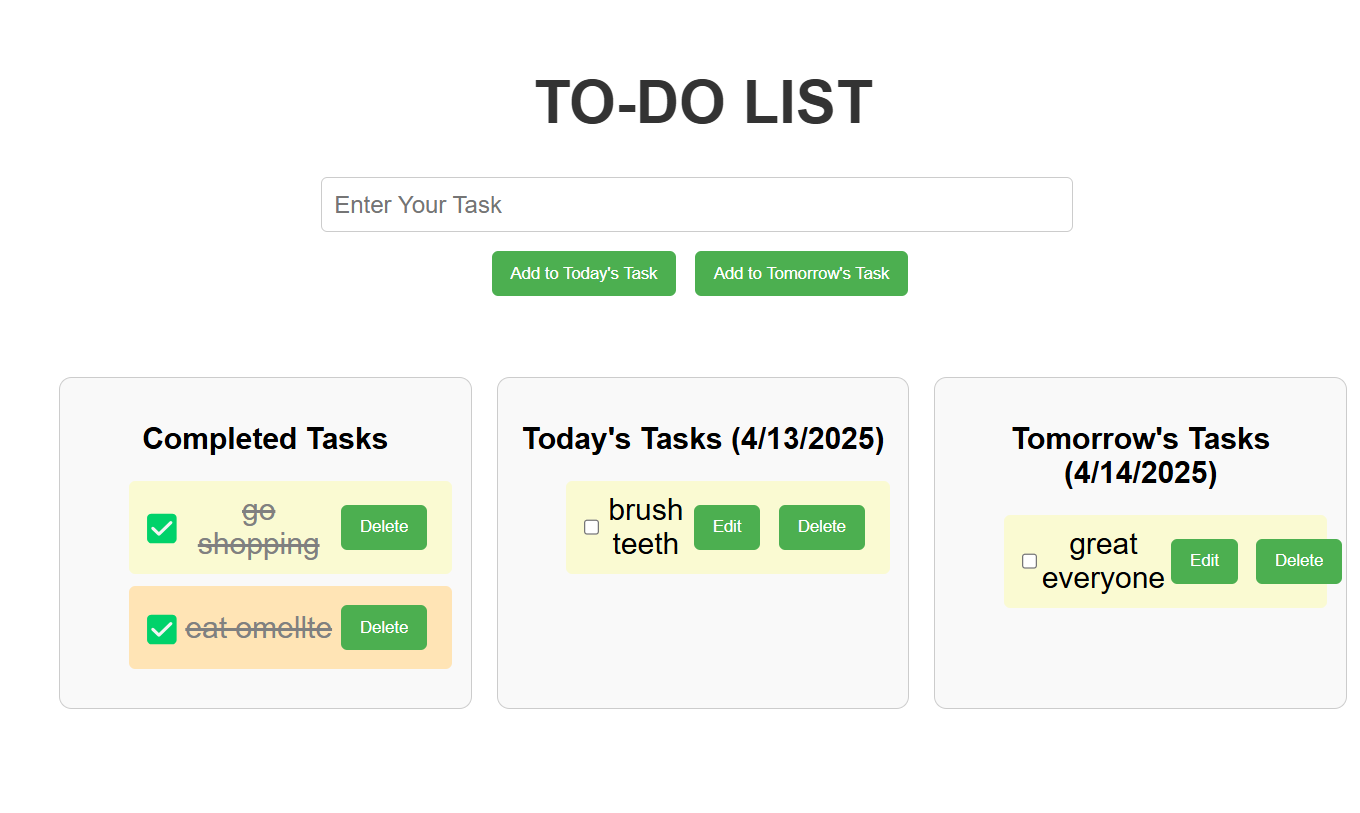 TO-DO LIST
Enter Your Task
Add to Today's Task
Add to Tomorrow's Task
Completed Tasks
go
shopping
Delete
eat omellte
Delete
Today's Tasks (4/13/2025)
brush
teeth
Edit
Delete
Tomorrow's Tasks
(4/14/2025)
great
everyone
Edit
Delete